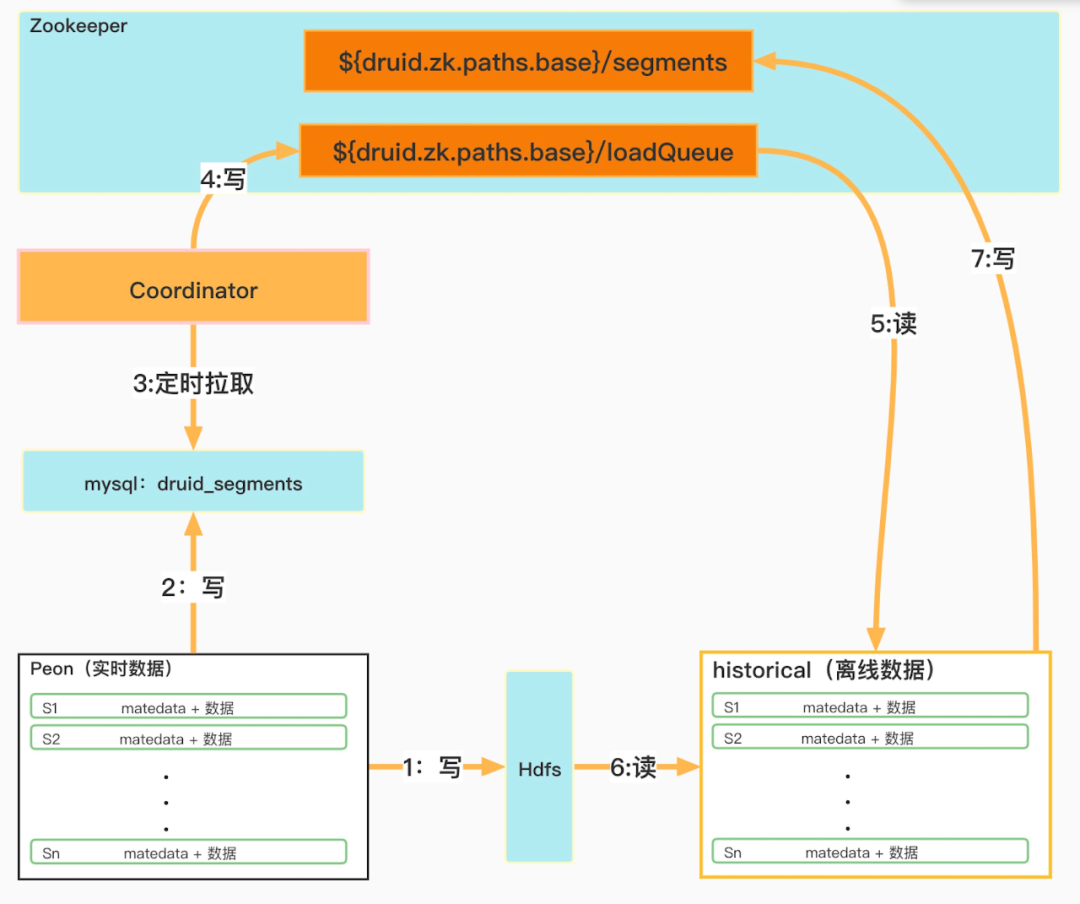 Zookeeper
${druid.zk.paths.base}/segments
${druid.zk.paths.base}/loadQueue
4:写
7:写
Coordinator
5:读
3:定时拉取
mysql：druid_segments
2：写
Peon（实时数据）
S1 matedata + 数据
S2 matedata + 数据
Sn matedata + 数据
1：写
Hdfs
6:读
historical（离线数据）
S1 matedata + 数据
S2 matedata + 数据
Sn matedata + 数据